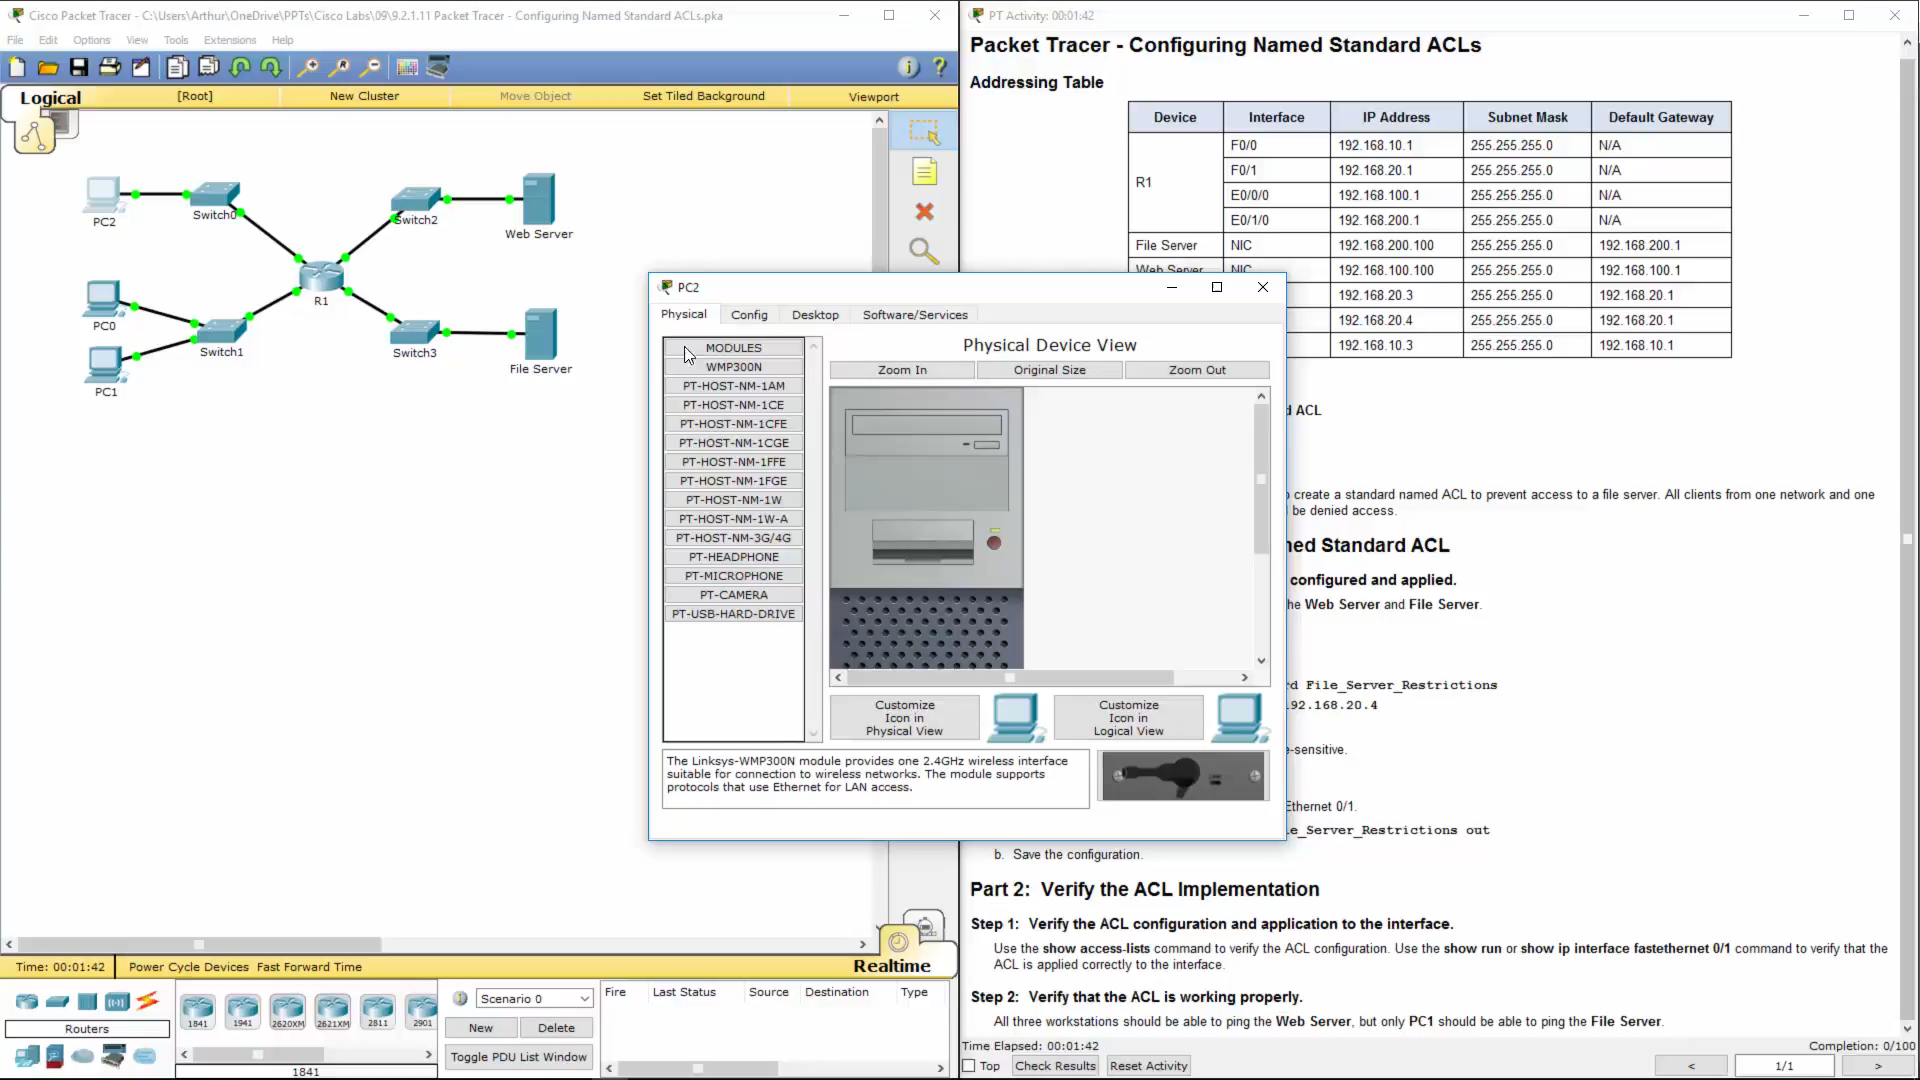 Cisco Packet Tracer - C:\Users\Arthur\OneDrive\PPTs\Cisco Labs\09\9.2.1.11 Packet Tracer - Configuring Named Standard ACLs.pka
File Edit Options View Tools Extensions Help
Logical
[Root]
New Cluster
Move Object
Set Tiled Background
Viewport
PC2
Switch0
Switch2
Web Server
R1
PC0
Switch1
PC1
Switch3
File Server
Time: 00:01:42
Power Cycle Devices Fast Forward Time
Realtime
Routers
1841
1941
2620XM
2621XM
2811
2901
1841
Scenario 0
New
Delete
Toggle PDU List Window
Fire Last Status Source Destination Type
PC2
Physical Config Desktop Software/Services
MODULES
WMP300N
PT-HOST-NM-1AM
PT-HOST-NM-1CE
PT-HOST-NM-1CFE
PT-HOST-NM-1CGE
PT-HOST-NM-1FFE
PT-HOST-NM-1FGE
PT-HOST-NM-1W
PT-HOST-NM-1W-A
PT-HOST-NM-3G/4G
PT-HEADPHONE
PT-MICROPHONE
PT-CAMERA
PT-USB-HARD-DRIVE
Physical Device View
Zoom In
Original Size
Zoom Out
Customize
Icon in
Physical View
Customize
Icon in
Logical View
The Linksys-WMP300N module provides one 2.4GHz wireless interface
suitable for connection to wireless networks. The module supports
protocols that use Ethernet for LAN access.
PT Activity: 00:01:42
Packet Tracer - Configuring Named Standard ACLs
Addressing Table
Device Interface IP Address Subnet Mask Default Gateway
R1
F0/0 192.168.10.1 255.255.255.0 N/A
F0/1 192.168.20.1 255.255.255.0 N/A
E0/0/0 192.168.100.1 255.255.255.0 N/A
E0/1/0 192.168.200.1 255.255.255.0 N/A
File Server NIC 192.168.200.100 255.255.255.0 192.168.200.1
Web Server NIC 192.168.100.100 255.255.255.0 192.168.100.1
192.168.20.3 255.255.255.0 192.168.20.1
192.168.20.4 255.255.255.0 192.168.20.1
192.168.10.3 255.255.255.0 192.168.10.1
ACL
create a standard named ACL to prevent access to a file server. All clients from one network and one
be denied access.
Standard ACL
configured and applied.
Web Server and File Server.
File_Server_Restrictions
192.168.20.4
-sensitive.
Ethernet 0/1.
_Server_Restrictions out
b. Save the configuration.
Part 2: Verify the ACL Implementation
Step 1: Verify the ACL configuration and application to the interface.
Use the show access-lists command to verify the ACL configuration. Use the show run or show ip interface fastethernet 0/1 command to verify that the
ACL is applied correctly to the interface.
Step 2: Verify that the ACL is working properly.
All three workstations should be able to ping the Web Server, but only PC1 should be able to ping the File Server.
Time Elapsed: 00:01:42
Completion: 0/100
Top
Check Results
Reset Activity
<
1/1
>